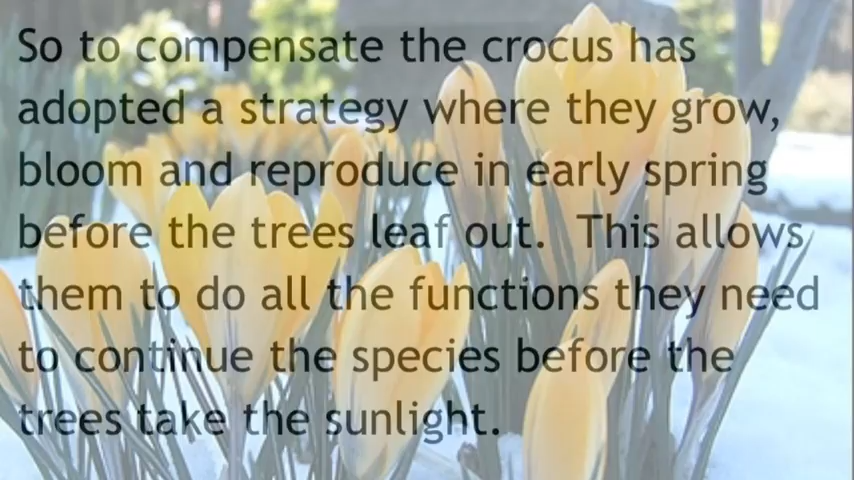 So to compensate the crocus has
adopted a strategy where they grow,
bloom and reproduce in early spring
before the trees leaf out.  This allows
them to do all the functions they need
to continue the species before the
trees take the sunlight.